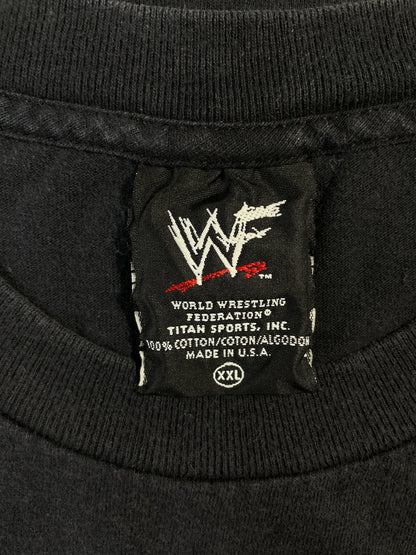 WF
™
WORLD WRESTLING
FEDERATION®
TITAN SPORTS, INC.
100% COTTON/COTON/ALGODON
MADE IN U.S.A.
XXL